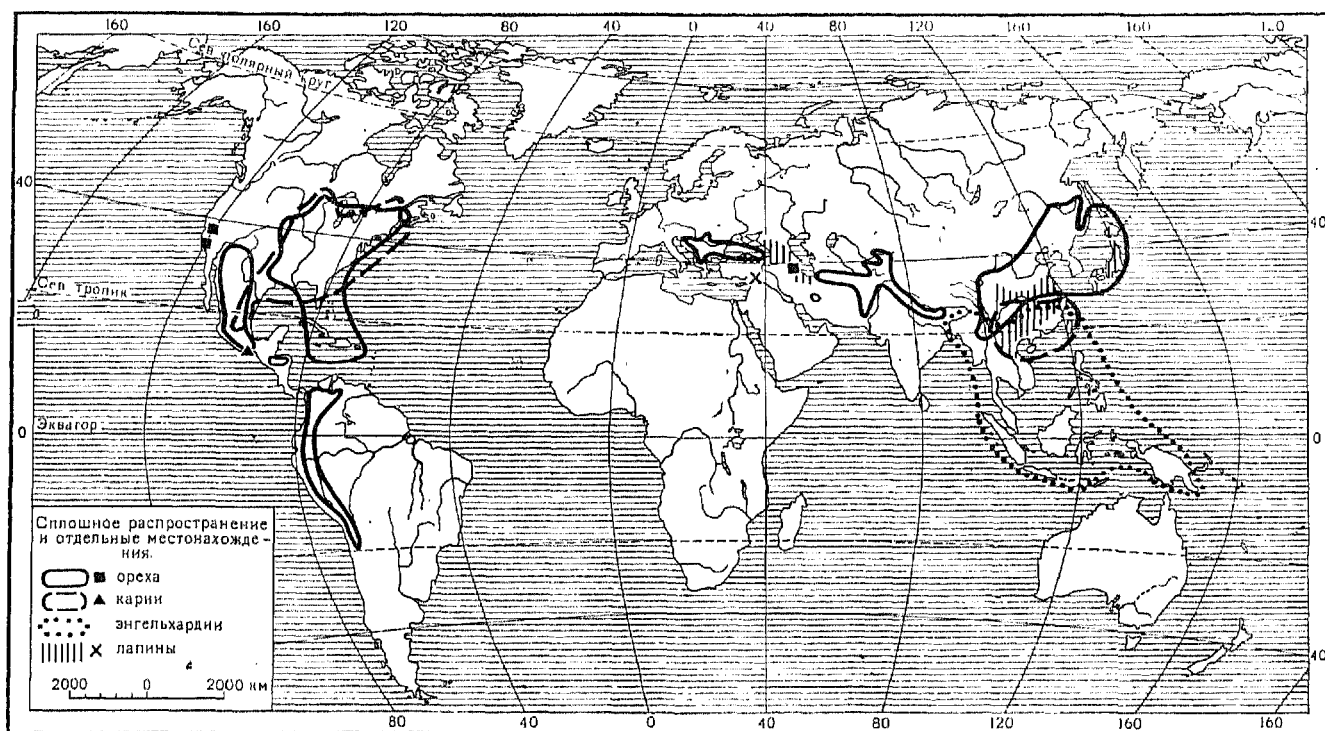 160 160 120 80 40 0 40 80 120 160 160
Сев. полярный круг
40 40
Сев. тропик
Экватор
0 0
Сплошное распространение
и отдельные местонахожде-
ния.
ореха
карии
энгельхардии
лапины
2000 0 2000 км
40
80 40 0 40 80 120 160 160